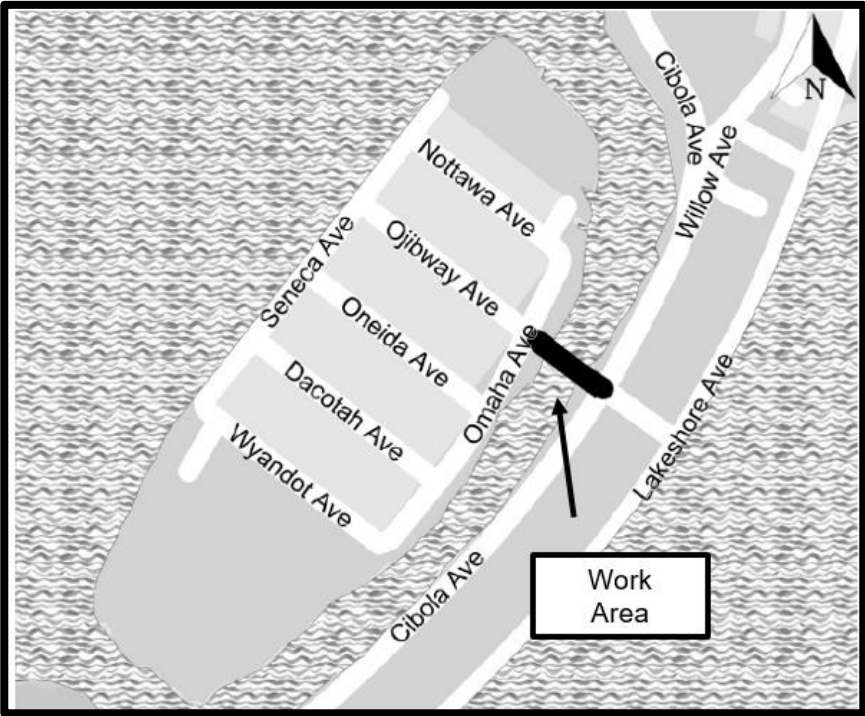 Cibola Ave
N
Willow Ave
Nottawa Ave
Ojibway Ave
Seneca Ave
Oneida Ave
Omaha Ave
Dacotah Ave
Lakeshore Ave
Wyandot Ave
Cibola Ave
Work
Area